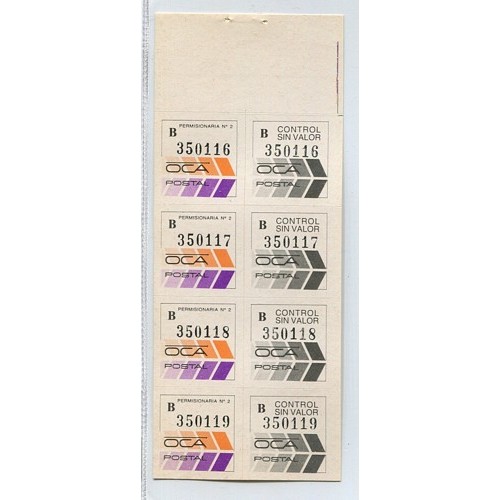 PERMISIONARIA Nº 2
B
350116
OCA
POSTAL
CONTROL
B SIN VALOR
350116
OCA
POSTAL
PERMISIONARIA Nº 2
B
350117
OCA
POSTAL
CONTROL
B SIN VALOR
350117
OCA
POSTAL
PERMISIONARIA Nº 2
B
350118
OCA
POSTAL
CONTROL
B SIN VALOR
350118
OCA
POSTAL
PERMISIONARIA Nº 2
B
350119
OCA
POSTAL
CONTROL
B SIN VALOR
350119
OCA
POSTAL